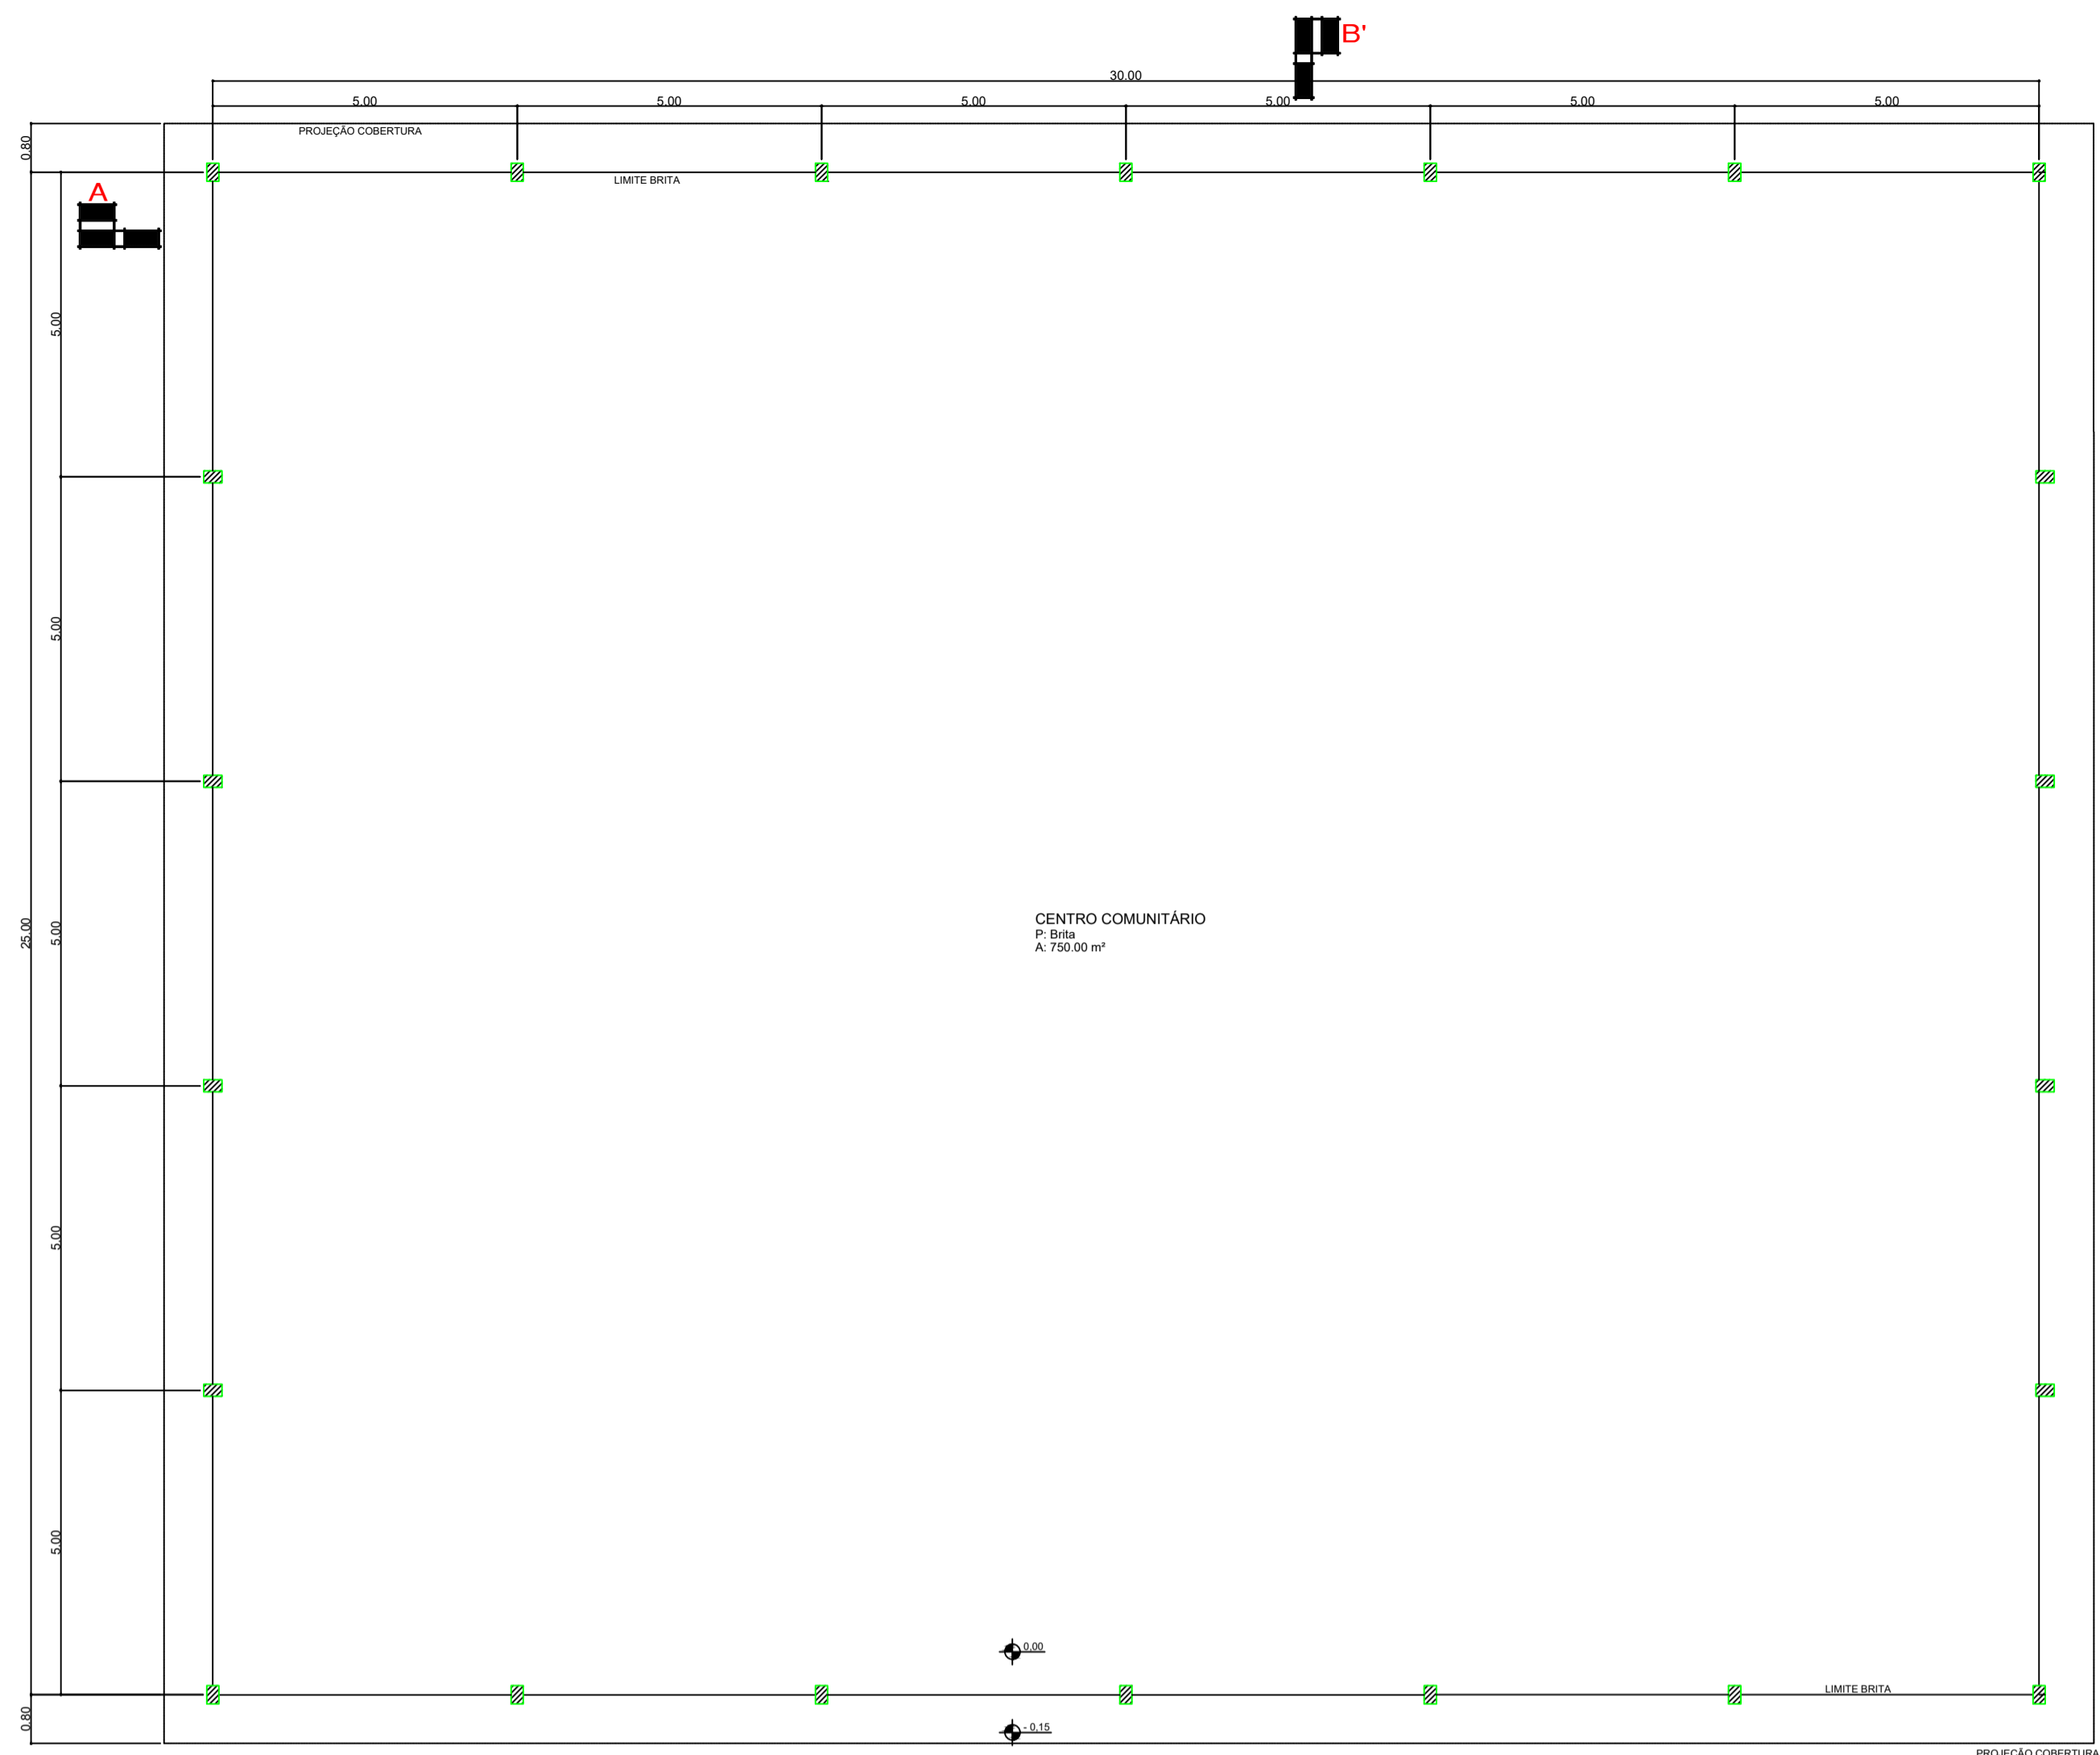 B'
30.00
5.00 5.00 5.00 5.00 5.00 5.00
PROJEÇÃO COBERTURA
0.80
LIMITE BRITA
A
5.00
5.00
25.00
5.00
CENTRO COMUNITÁRIO
P: Brita
A: 750.00 m²
5.00
5.00
0,00
LIMITE BRITA
0.80
- 0,15
PROJEÇÃO COBERTURA